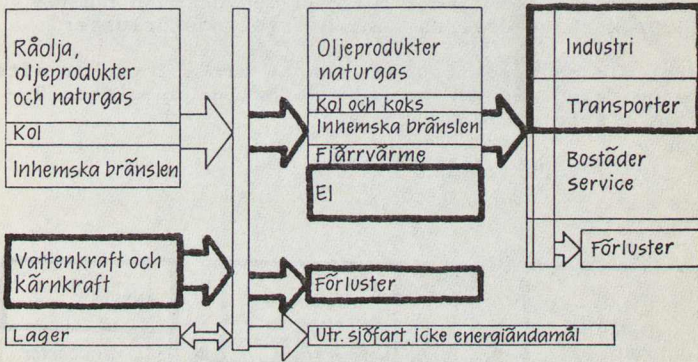 Råolja,
oljeprodukter
och naturgas
Kol
Inhemska bränslen
Vattenkraft och
kärnkraft
Lager
Oljeprodukter
naturgas
Kol och koks
Inhemska bränslen
Fjärrvärme
El
Förluster
Utr. sjöfart, icke energiändamål
Industri
Transporter
Bostäder
service
Förluster